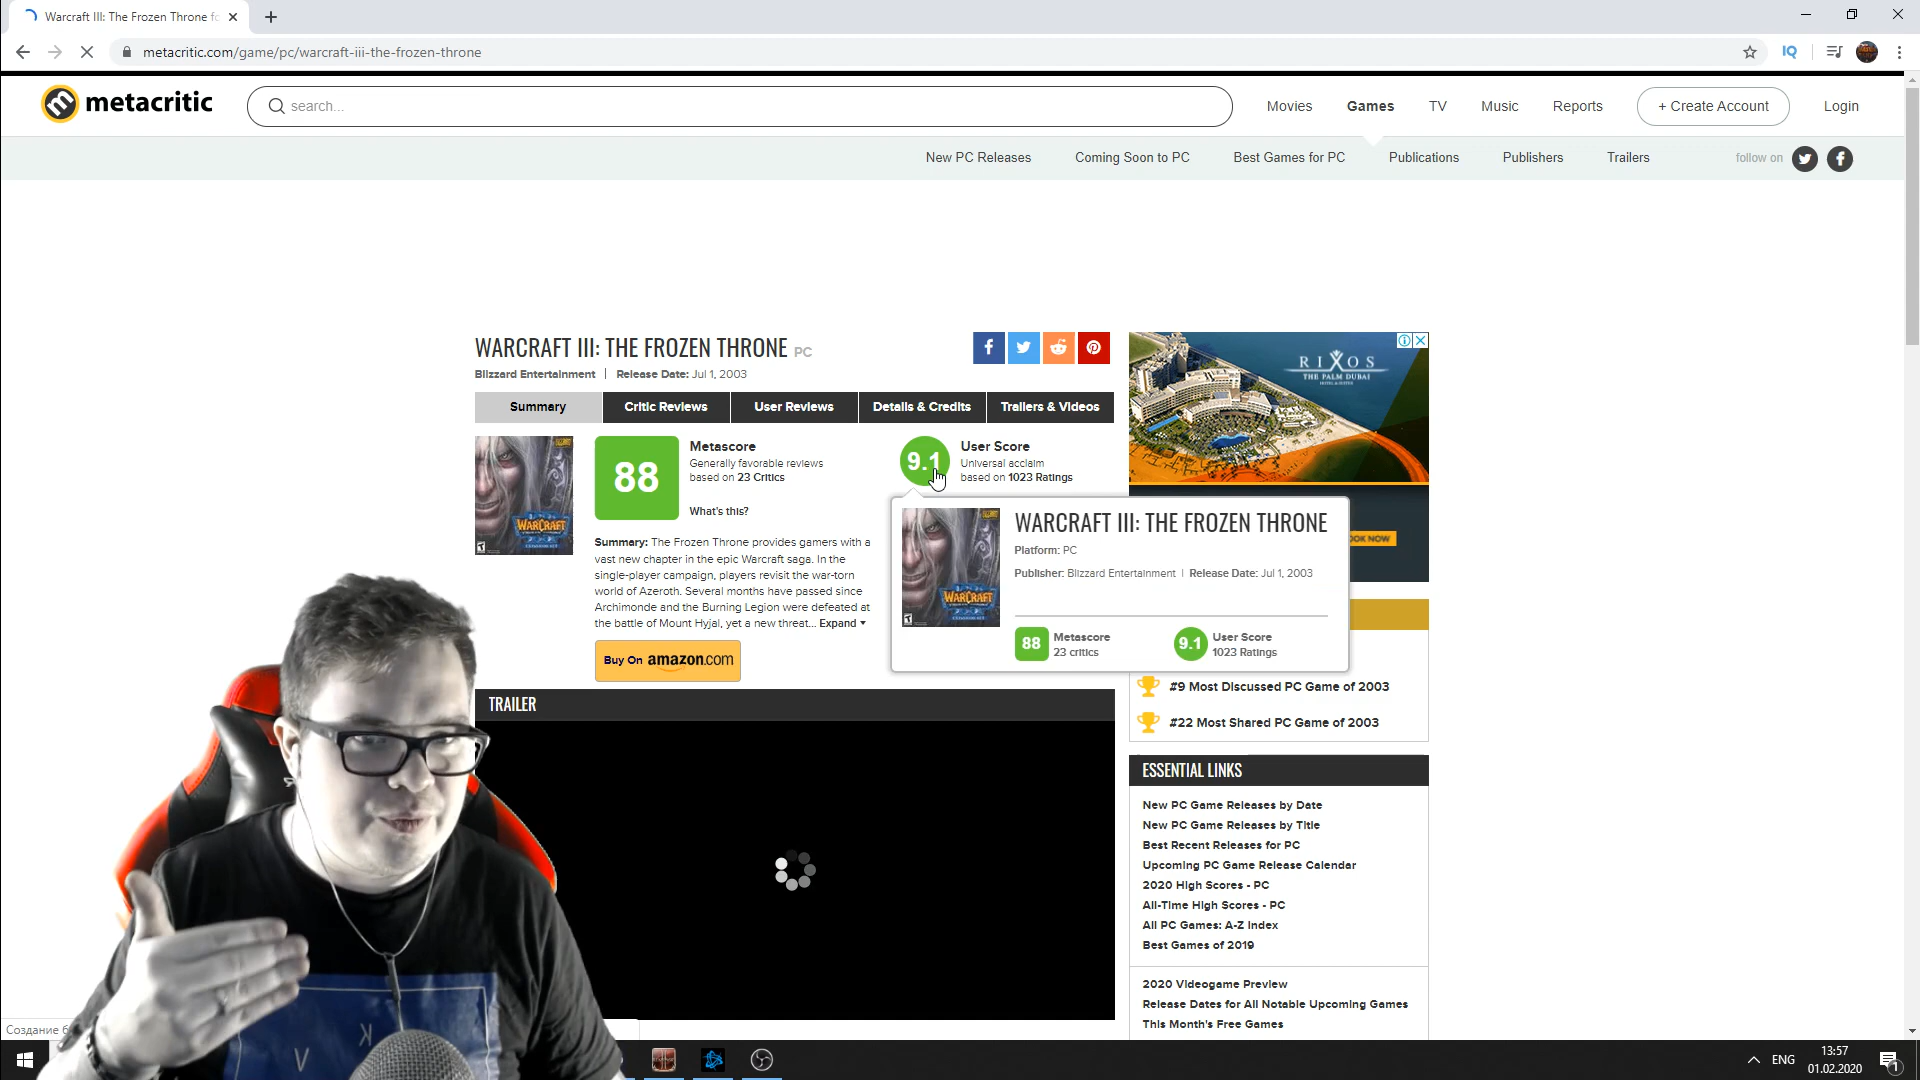 Warcraft III: The Frozen Throne fo
metacritic.com/game/pc/warcraft-iii-the-frozen-throne
IQ
metacritic
search...
Movies
Games
TV
Music
Reports
+ Create Account
Login
New PC Releases
Coming Soon to PC
Best Games for PC
Publications
Publishers
Trailers
follow on
WARCRAFT III: THE FROZEN THRONE PC
Blizzard Entertainment | Release Date: Jul 1, 2003
Summary
Critic Reviews
User Reviews
Details & Credits
Trailers & Videos
WARCRAFT
88
Metascore
Generally favorable reviews
based on 23 Critics
What's this?
9.1
User Score
Universal acclaim
based on 1023 Ratings
Summary: The Frozen Throne provides gamers with a
vast new chapter in the epic Warcraft saga. In the
single-player campaign, players revisit the war-torn
world of Azeroth. Several months have passed since
Archimonde and the Burning Legion were defeated at
the battle of Mount Hyjal, yet a new threat... Expand
Buy On amazon.com
WARCRAFT
WARCRAFT III: THE FROZEN THRONE
Platform: PC
Publisher: Blizzard Entertainment | Release Date: Jul 1, 2003
88
Metascore
23 critics
9.1
User Score
1023 Ratings
RIXOS
THE PALM DUBAI
OOK NOW
#9 Most Discussed PC Game of 2003
#22 Most Shared PC Game of 2003
TRAILER
ESSENTIAL LINKS
New PC Game Releases by Date
New PC Game Releases by Title
Best Recent Releases for PC
Upcoming PC Game Release Calendar
2020 High Scores - PC
All-Time High Scores - PC
All PC Games: A-Z Index
Best Games of 2019
2020 Videogame Preview
Release Dates for All Notable Upcoming Games
This Month's Free Games
Создание б
K
V
ENG
13:57
01.02.2020
1